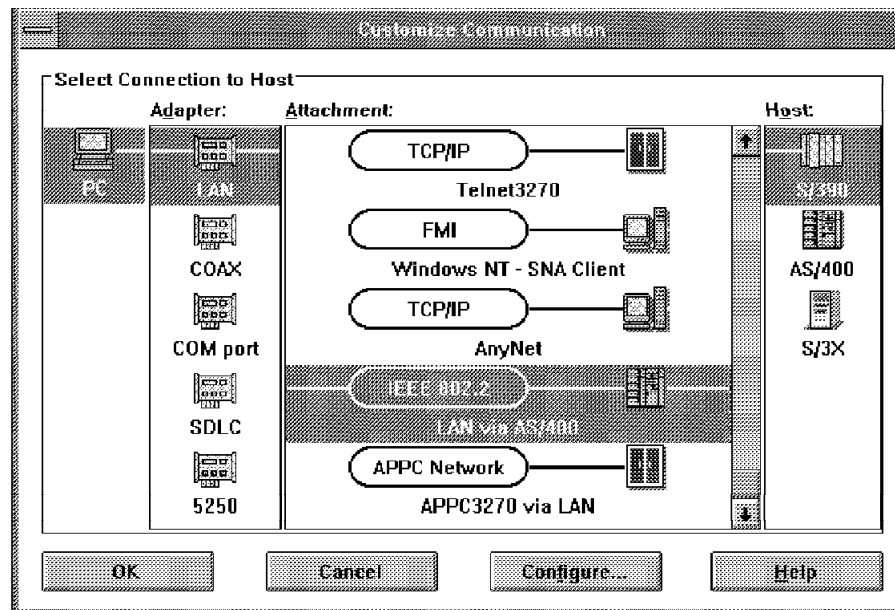 Customize Communication
Select Connection to Host
Adapter: Attachment: Host:
PC
LAN
COAX
COM port
SDLC
5250
TCP/IP
Telnet3270
FMI
Windows NT - SNA Client
TCP/IP
AnyNet
IEEE 802.2
LAN via AS/400
APPC Network
APPC3270 via LAN
S/390
AS/400
S/3X
OK Cancel Configure... Help